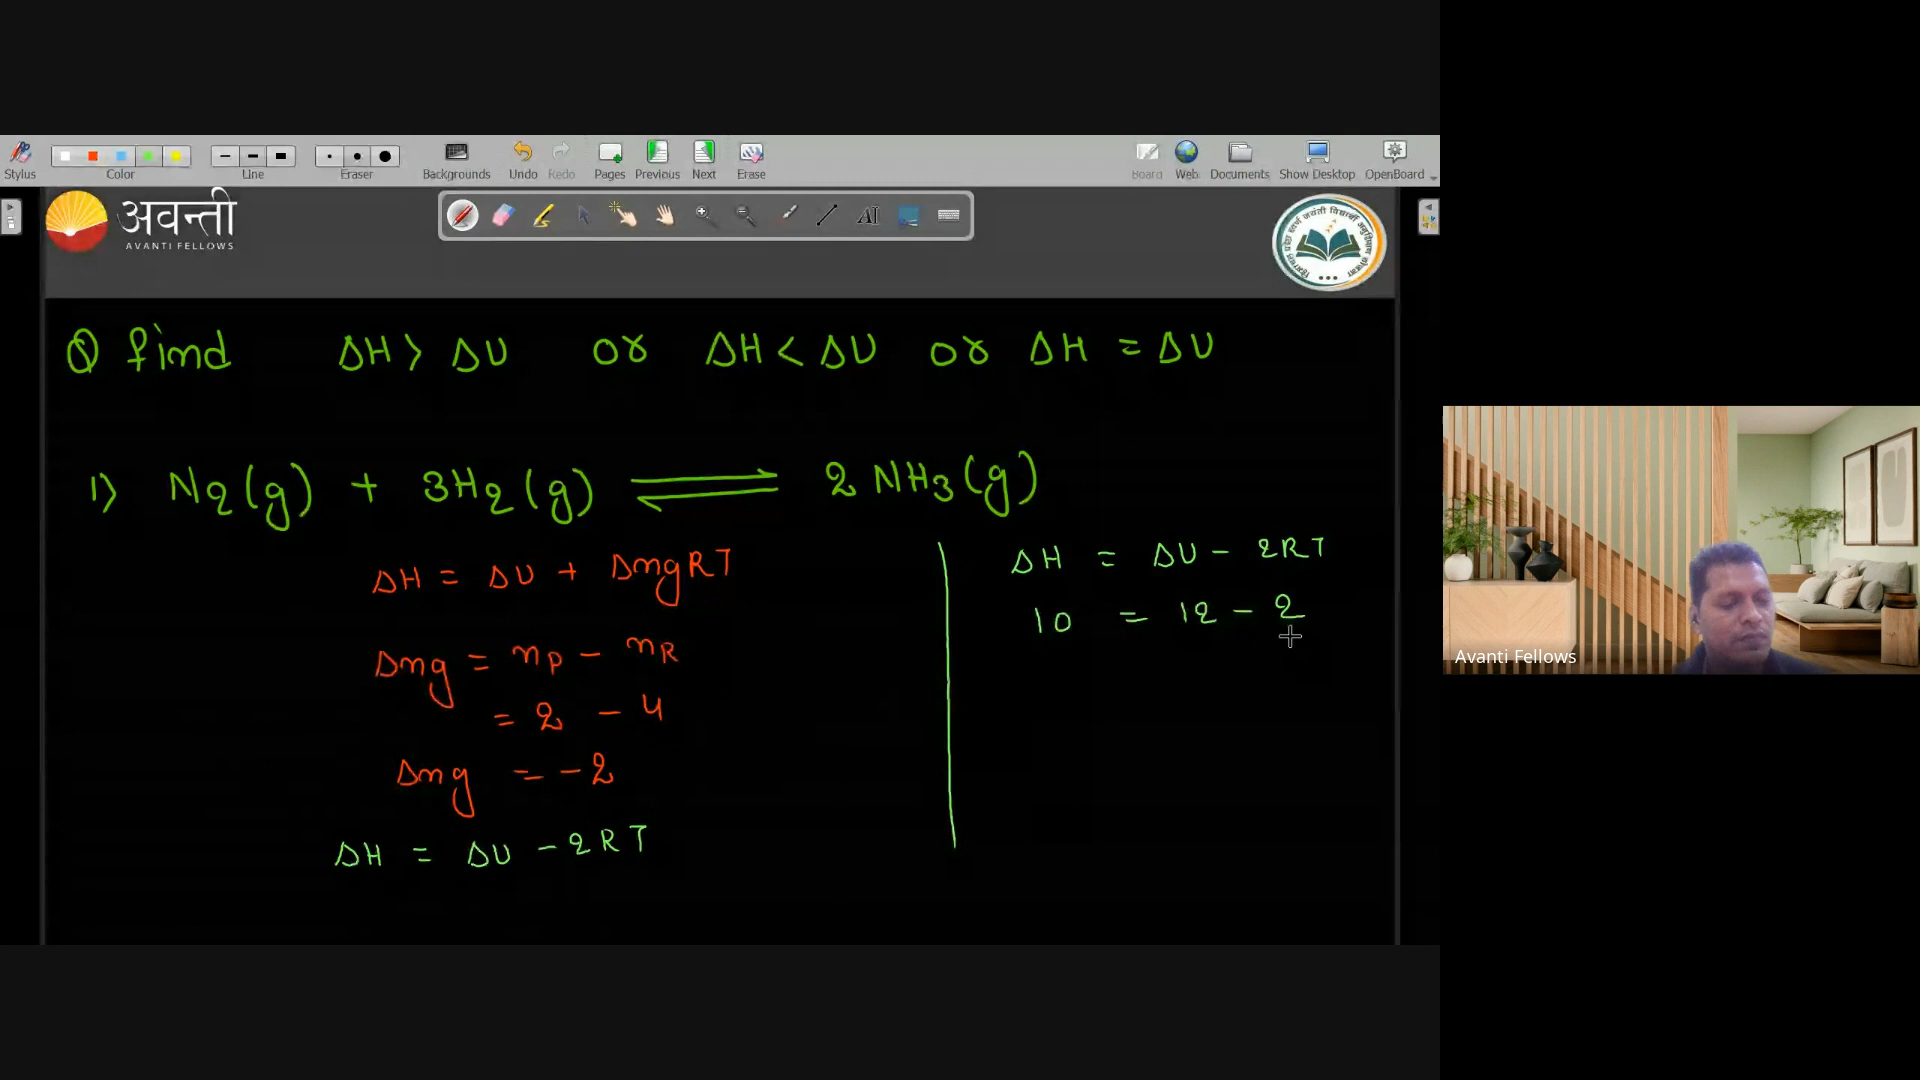 Stylus Color Line Eraser Backgrounds Undo Redo Pages Previous Next Erase Board Web Documents Show Desktop OpenBoard
अवन्ती
AVANTI FELLOWS
Q find ΔH > ΔU or ΔH < ΔU or ΔH = ΔU
1) N2(g) + 3H2(g) ⇌ 2 NH3(g)
ΔH = ΔU + ΔngRT
Δng = nP - nR
= 2 - 4
Δng = -2
ΔH = ΔU - 2RT
ΔH = ΔU - 2RT
10 = 12 - 2
Avanti Fellows